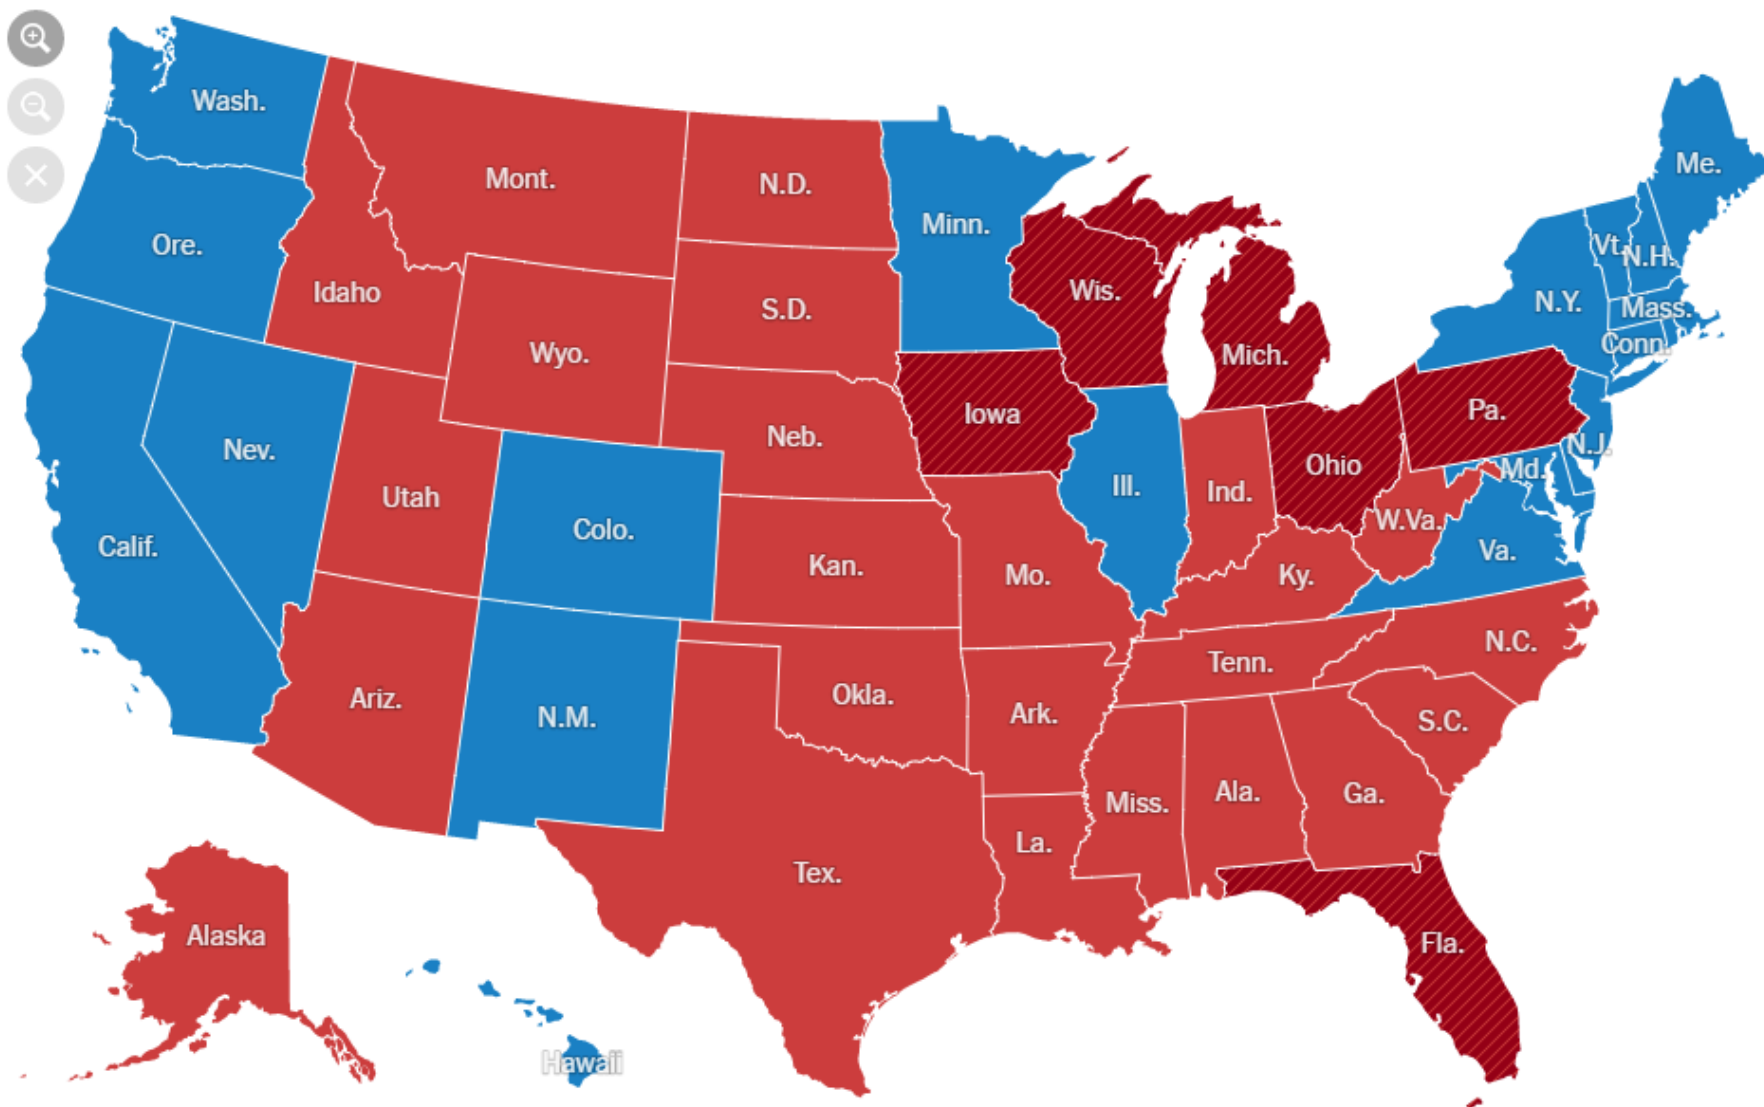 Wash.
Me.
Mont.
N.D.
Minn.
Ore.
Vt.
N.H.
Idaho
Wis.
S.D.
N.Y.
Mass.
Wyo.
Mich.
Conn.
Iowa
Pa.
Neb.
Nev.
N.J.
Ohio
Md.
Utah
Ill.
Ind.
Colo.
W.Va.
Calif.
Va.
Kan.
Mo.
Ky.
N.C.
Tenn.
Ariz.
Okla.
N.M.
Ark.
S.C.
Miss.
Ala.
Ga.
La.
Tex.
Alaska
Fla.
Hawaii